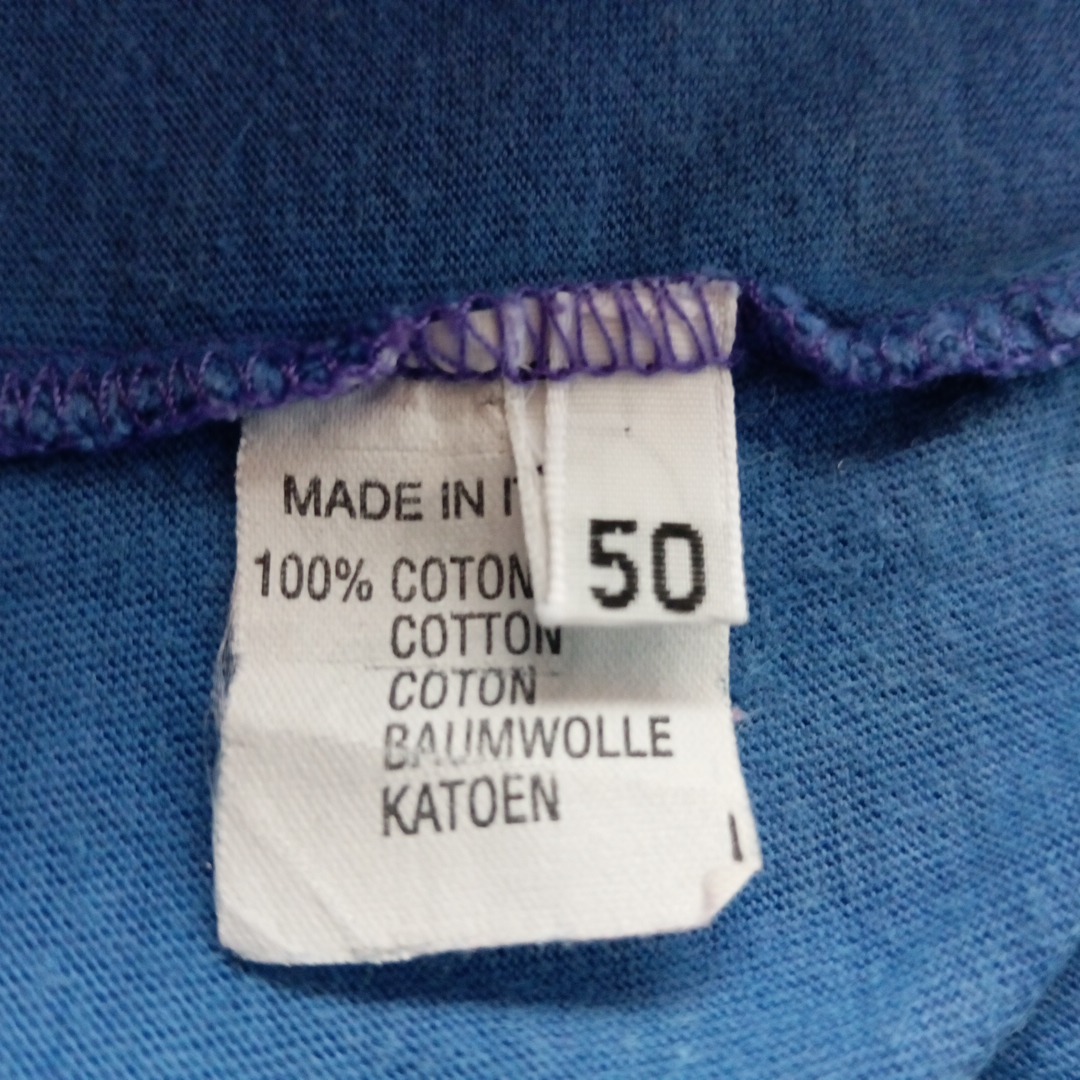 MADE IN IT
100% COTON
COTTON
COTON
BAUMWOLLE
KATOEN
50